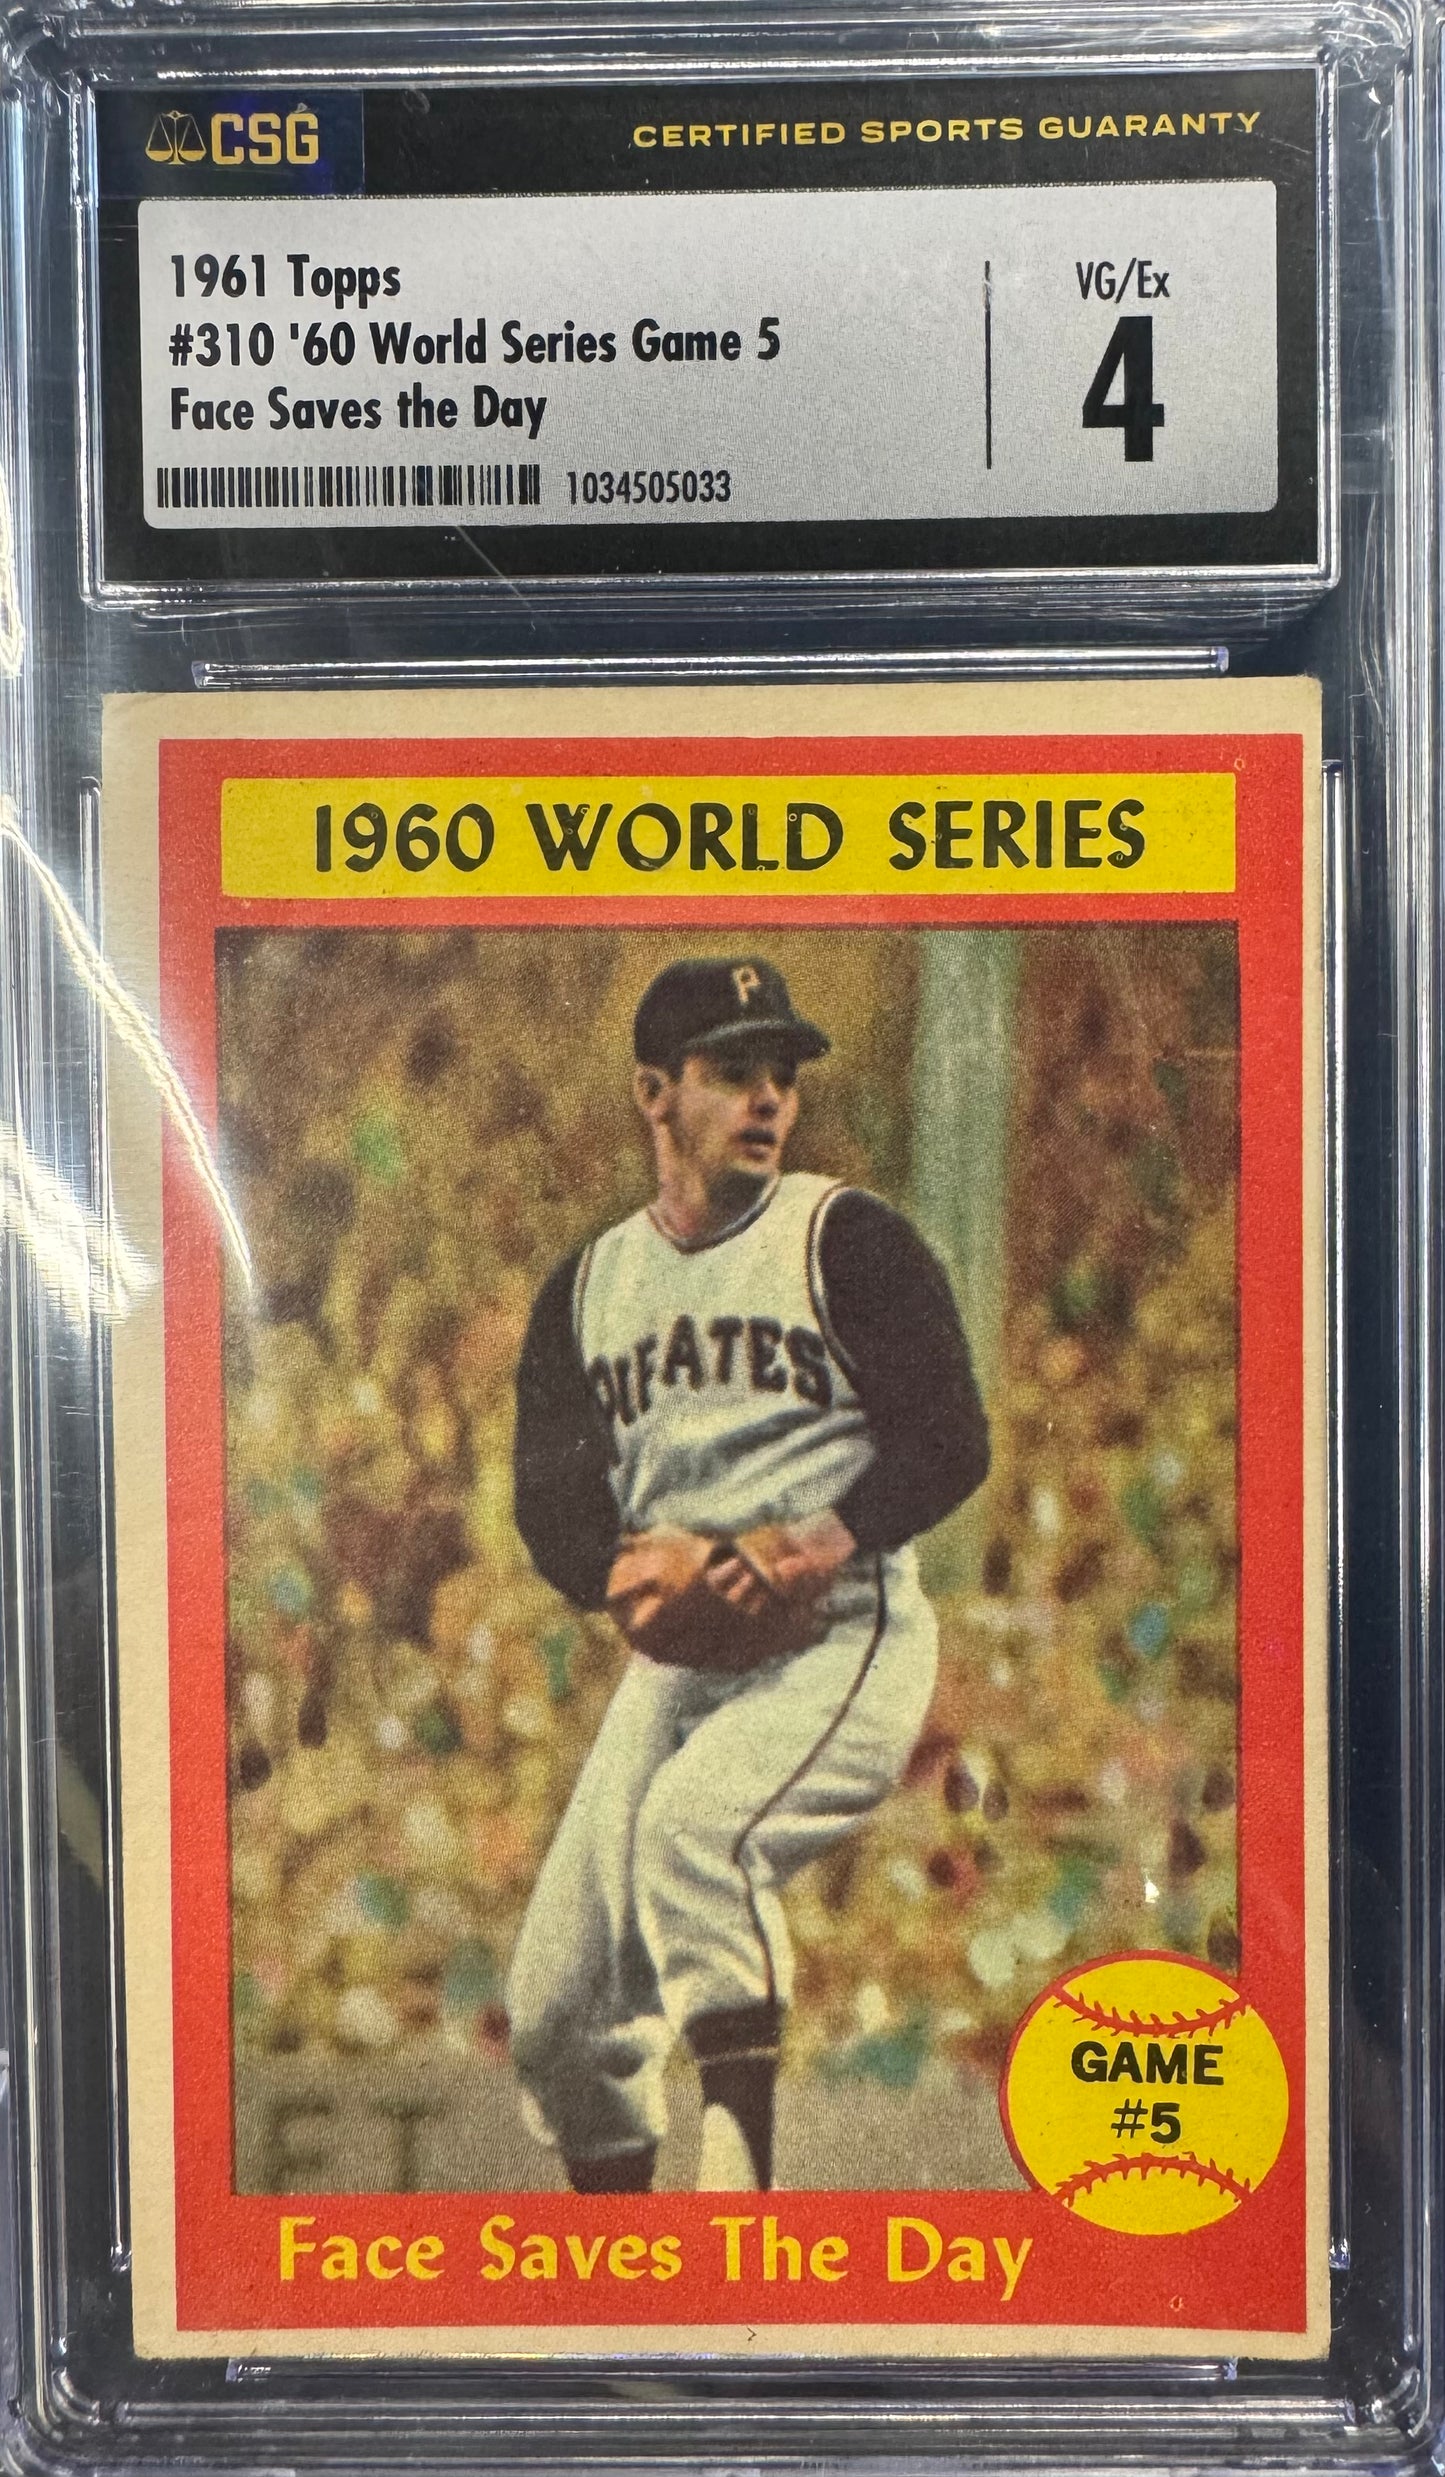 CSG
CERTIFIED SPORTS GUARANTY
1961 Topps
#310 '60 World Series Game 5
Face Saves the Day
1034505033
VG/Ex
4
1960 WORLD SERIES
P
PIRATES
FT
GAME
#5
Face Saves The Day